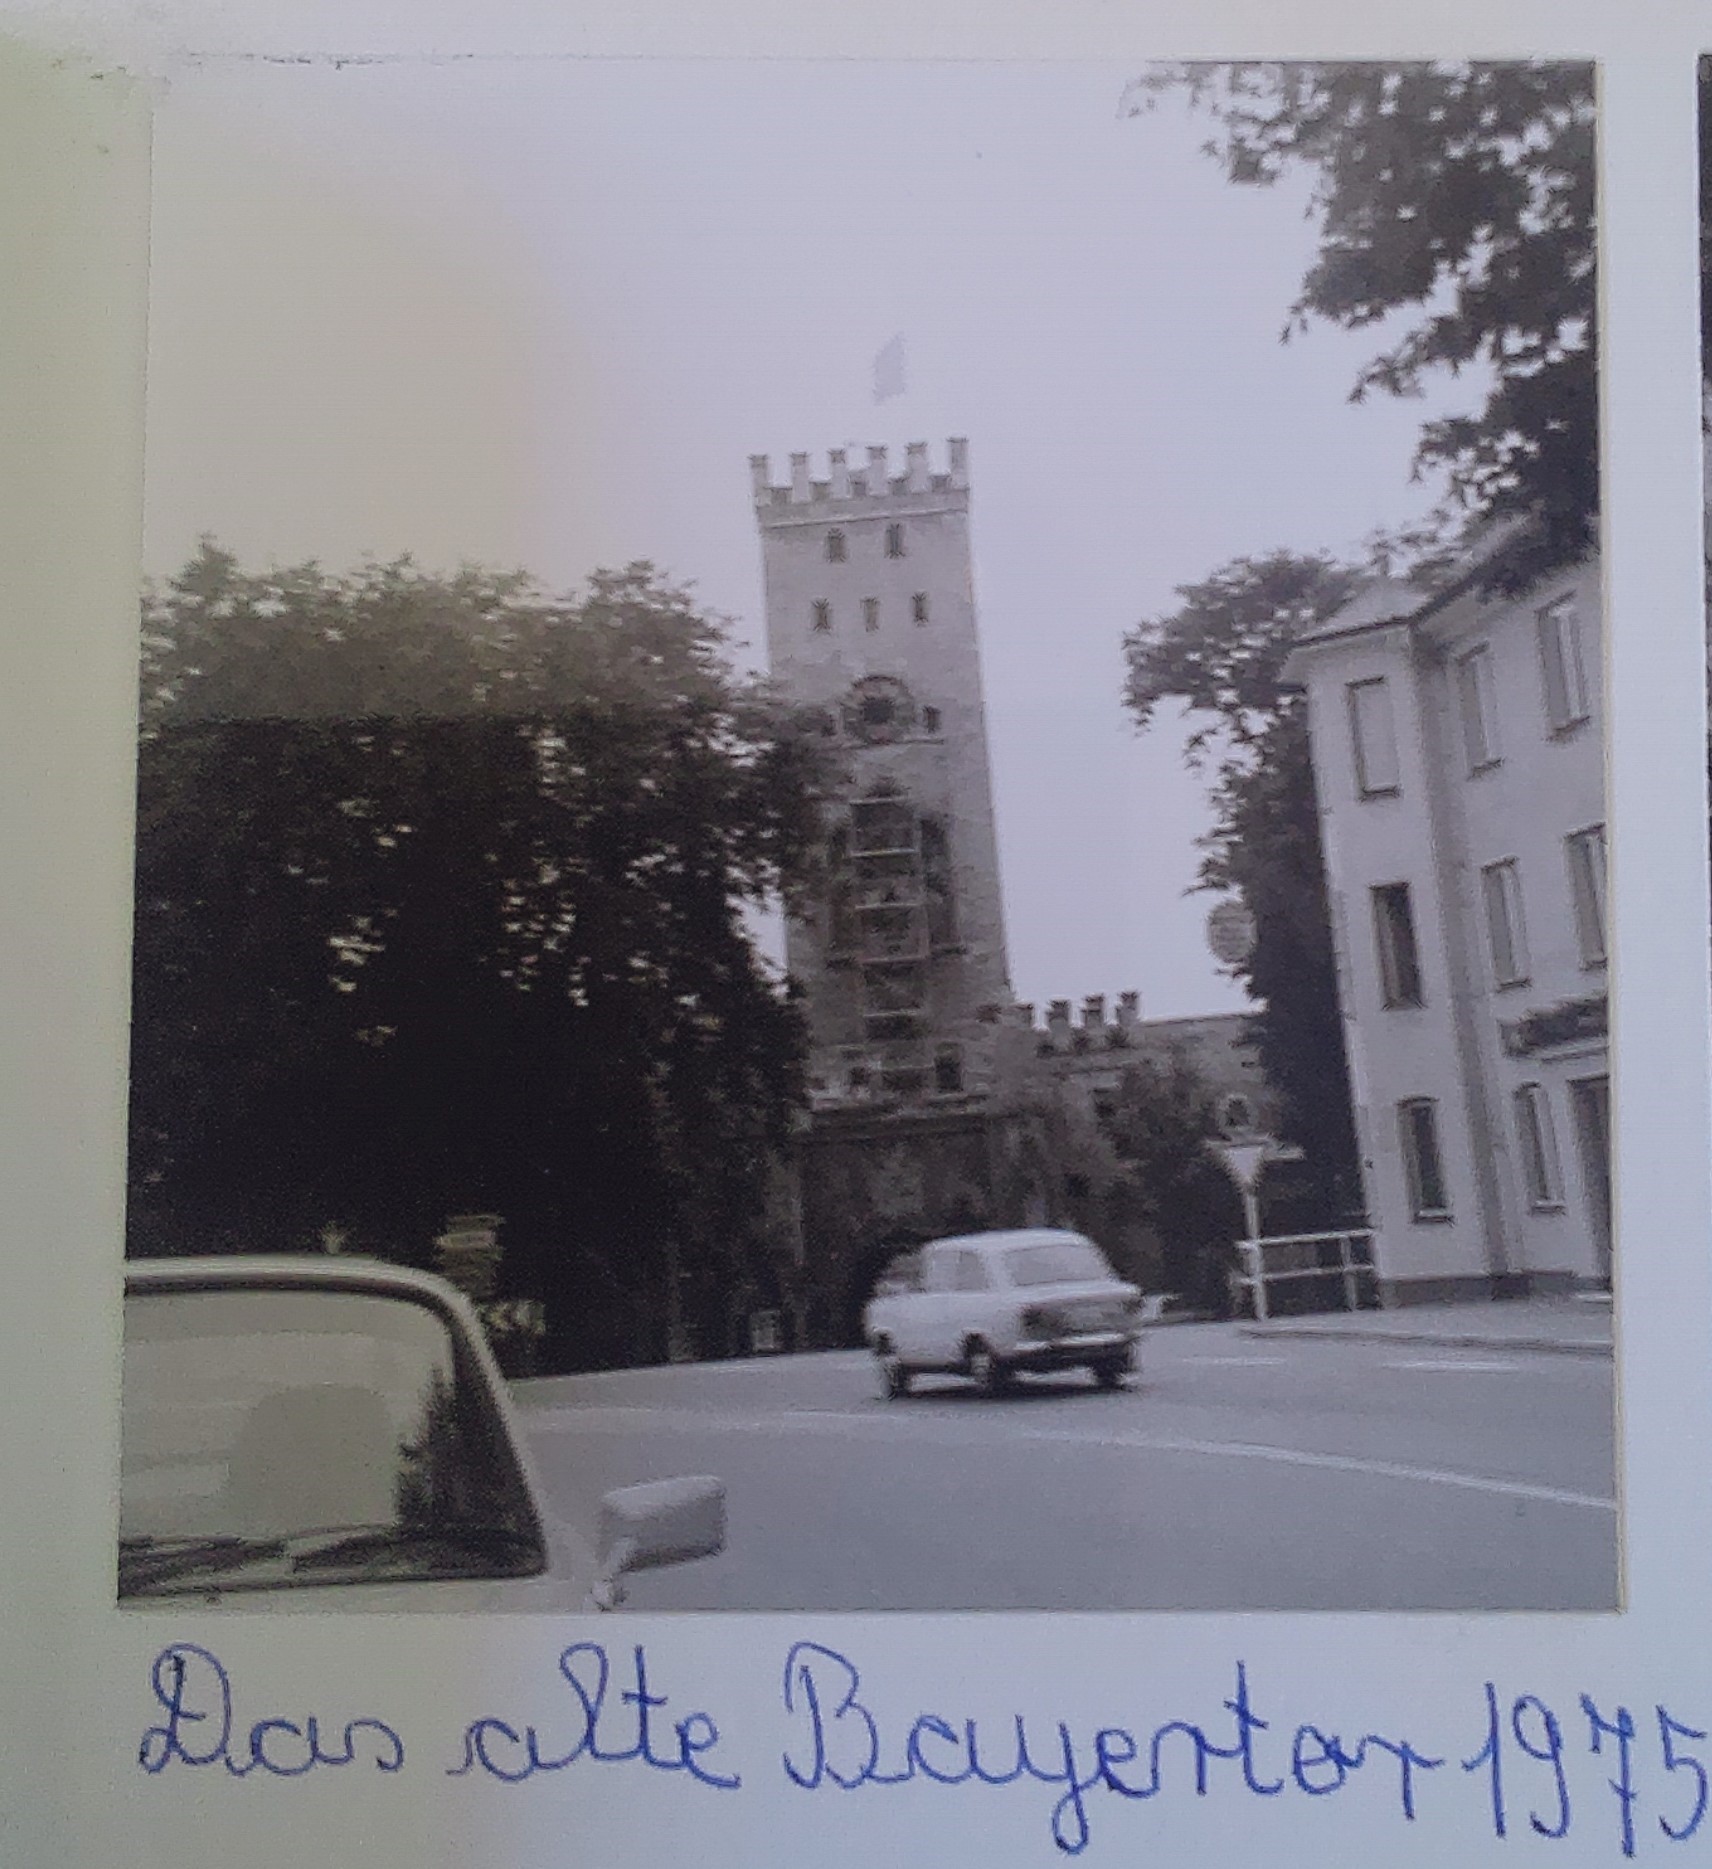 Das alte Bayertor 1975